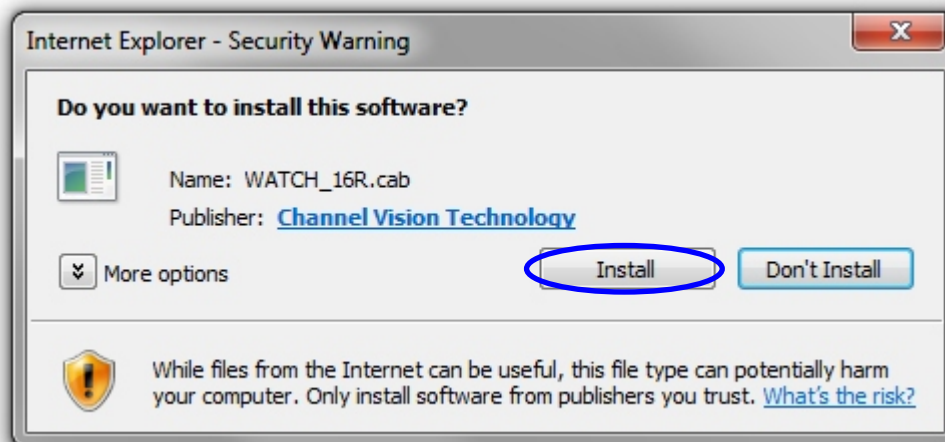 Internet Explorer - Security Warning
Do you want to install this software?
Name: WATCH_16R.cab
Publisher: Channel Vision Technology
More options
Install
Don't Install
While files from the Internet can be useful, this file type can potentially harm
your computer. Only install software from publishers you trust. What's the risk?